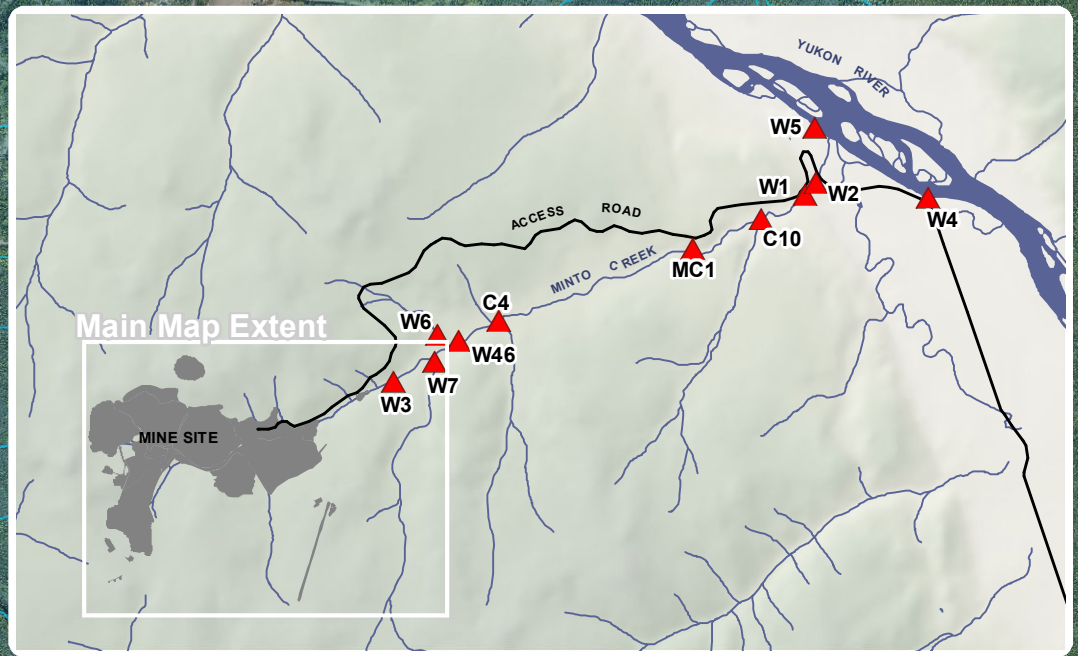 YUKON RIVER
W5
W1
W2
W4
ACCESS ROAD
C10
MINTO CREEK
MC1
C4
W6
Main Map Extent
W46
W7
W3
MINE SITE